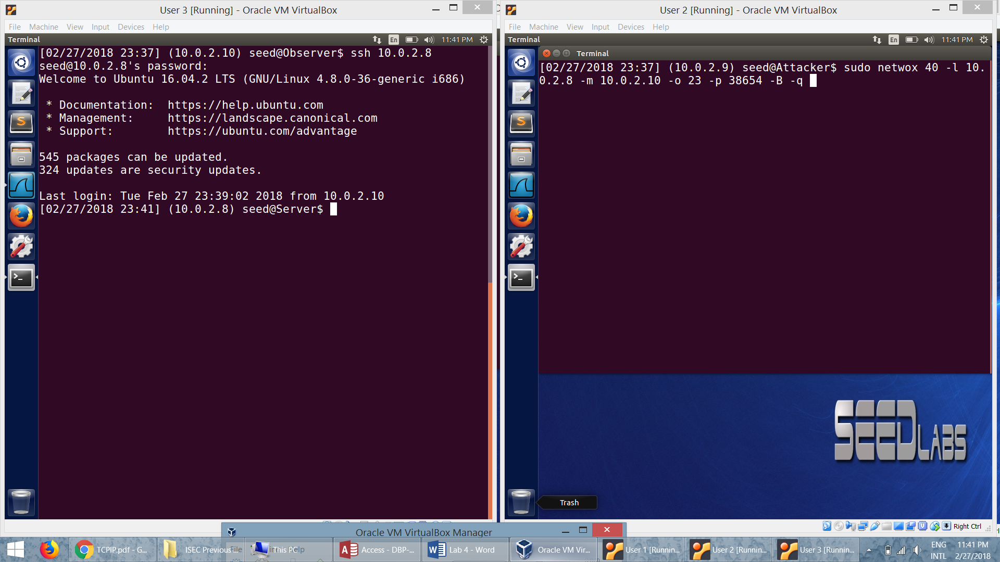 User 3 [Running] - Oracle VM VirtualBox
File Machine View Input Devices Help
Terminal En 11:41 PM
[02/27/2018 23:37] (10.0.2.10) seed@Observer$ ssh 10.0.2.8
seed@10.0.2.8's password:
Welcome to Ubuntu 16.04.2 LTS (GNU/Linux 4.8.0-36-generic i686)
* Documentation: https://help.ubuntu.com
* Management: https://landscape.canonical.com
* Support: https://ubuntu.com/advantage
545 packages can be updated.
324 updates are security updates.
Last login: Tue Feb 27 23:39:02 2018 from 10.0.2.10
[02/27/2018 23:41] (10.0.2.8) seed@Server$
User 2 [Running] - Oracle VM VirtualBox
File Machine View Input Devices Help
Terminal En 11:41 PM
Terminal
[02/27/2018 23:37] (10.0.2.9) seed@Attacker$ sudo netwox 40 -l 10.
0.2.8 -m 10.0.2.10 -o 23 -p 38654 -B -q
SEEDLABS
Trash
Right Ctrl
Oracle VM VirtualBox Manager
TCPIP.pdf - G...
ISEC Previous
File
This PC
Help
Access - DBP-...
Lab 4 - Word
Oracle VM Vir...
User 1 [Runnin...
User 2 [Runnin...
User 3 [Runnin...
ENG
INTL
11:41 PM
2/27/2018